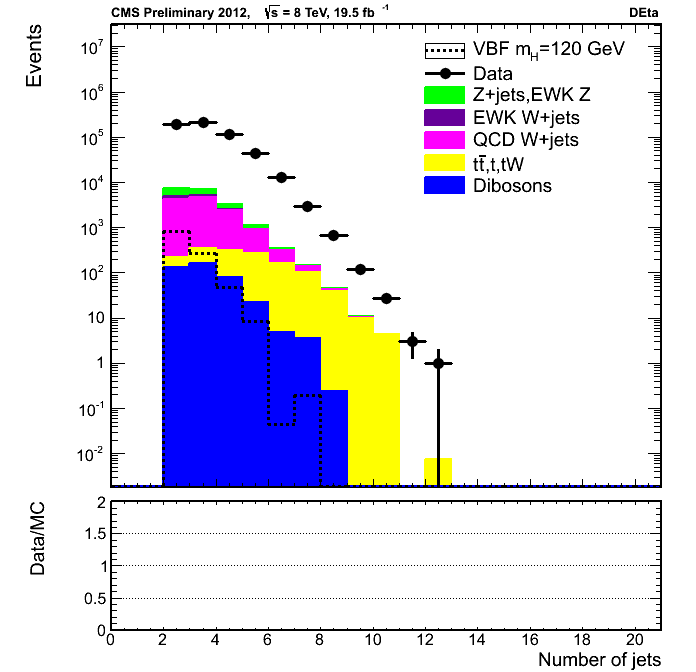 CMS Preliminary 2012, √s = 8 TeV, 19.5 fb⁻¹ DEta
Events
10⁷
10⁶
10⁵
10⁴
10³
10²
10
1
10⁻¹
10⁻²
VBF m_H=120 GeV
Data
Z+jets,EWK Z
EWK W+jets
QCD W+jets
tt̄,t,tW
Dibosons
Data/MC
2
1.5
1
0.5
0
0 2 4 6 8 10 12 14 16 18 20
Number of jets